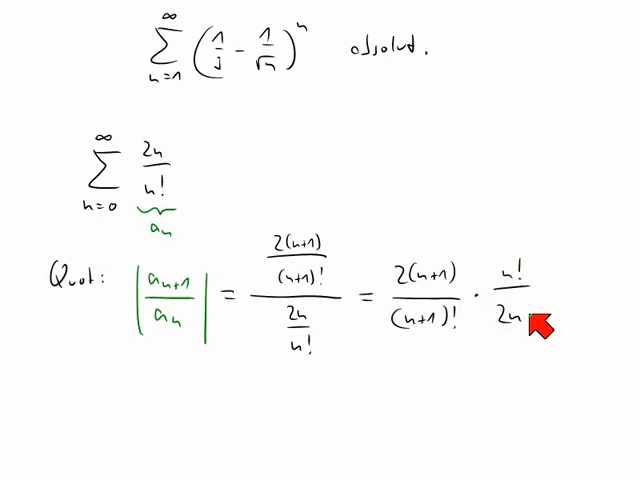 ∑_{n=1}^{∞} (1/3 − 1/√n)^n absolut.
∑_{n=0}^{∞} 2n/n!
a_n
Quot: |a_{n+1}/a_n| = (2(n+1)/(n+1)!)/(2n/n!) = 2(n+1)/(n+1)! · n!/2n